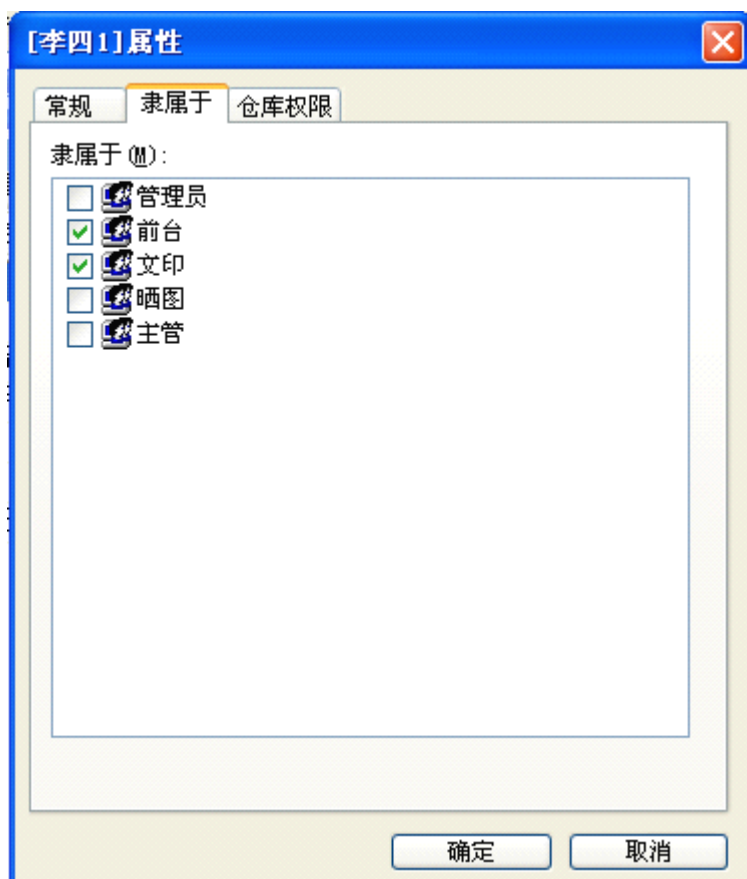 [李四1]属性
常规 隶属于 仓库权限
隶属于(M):
管理员
前台
文印
晒图
主管
确定 取消